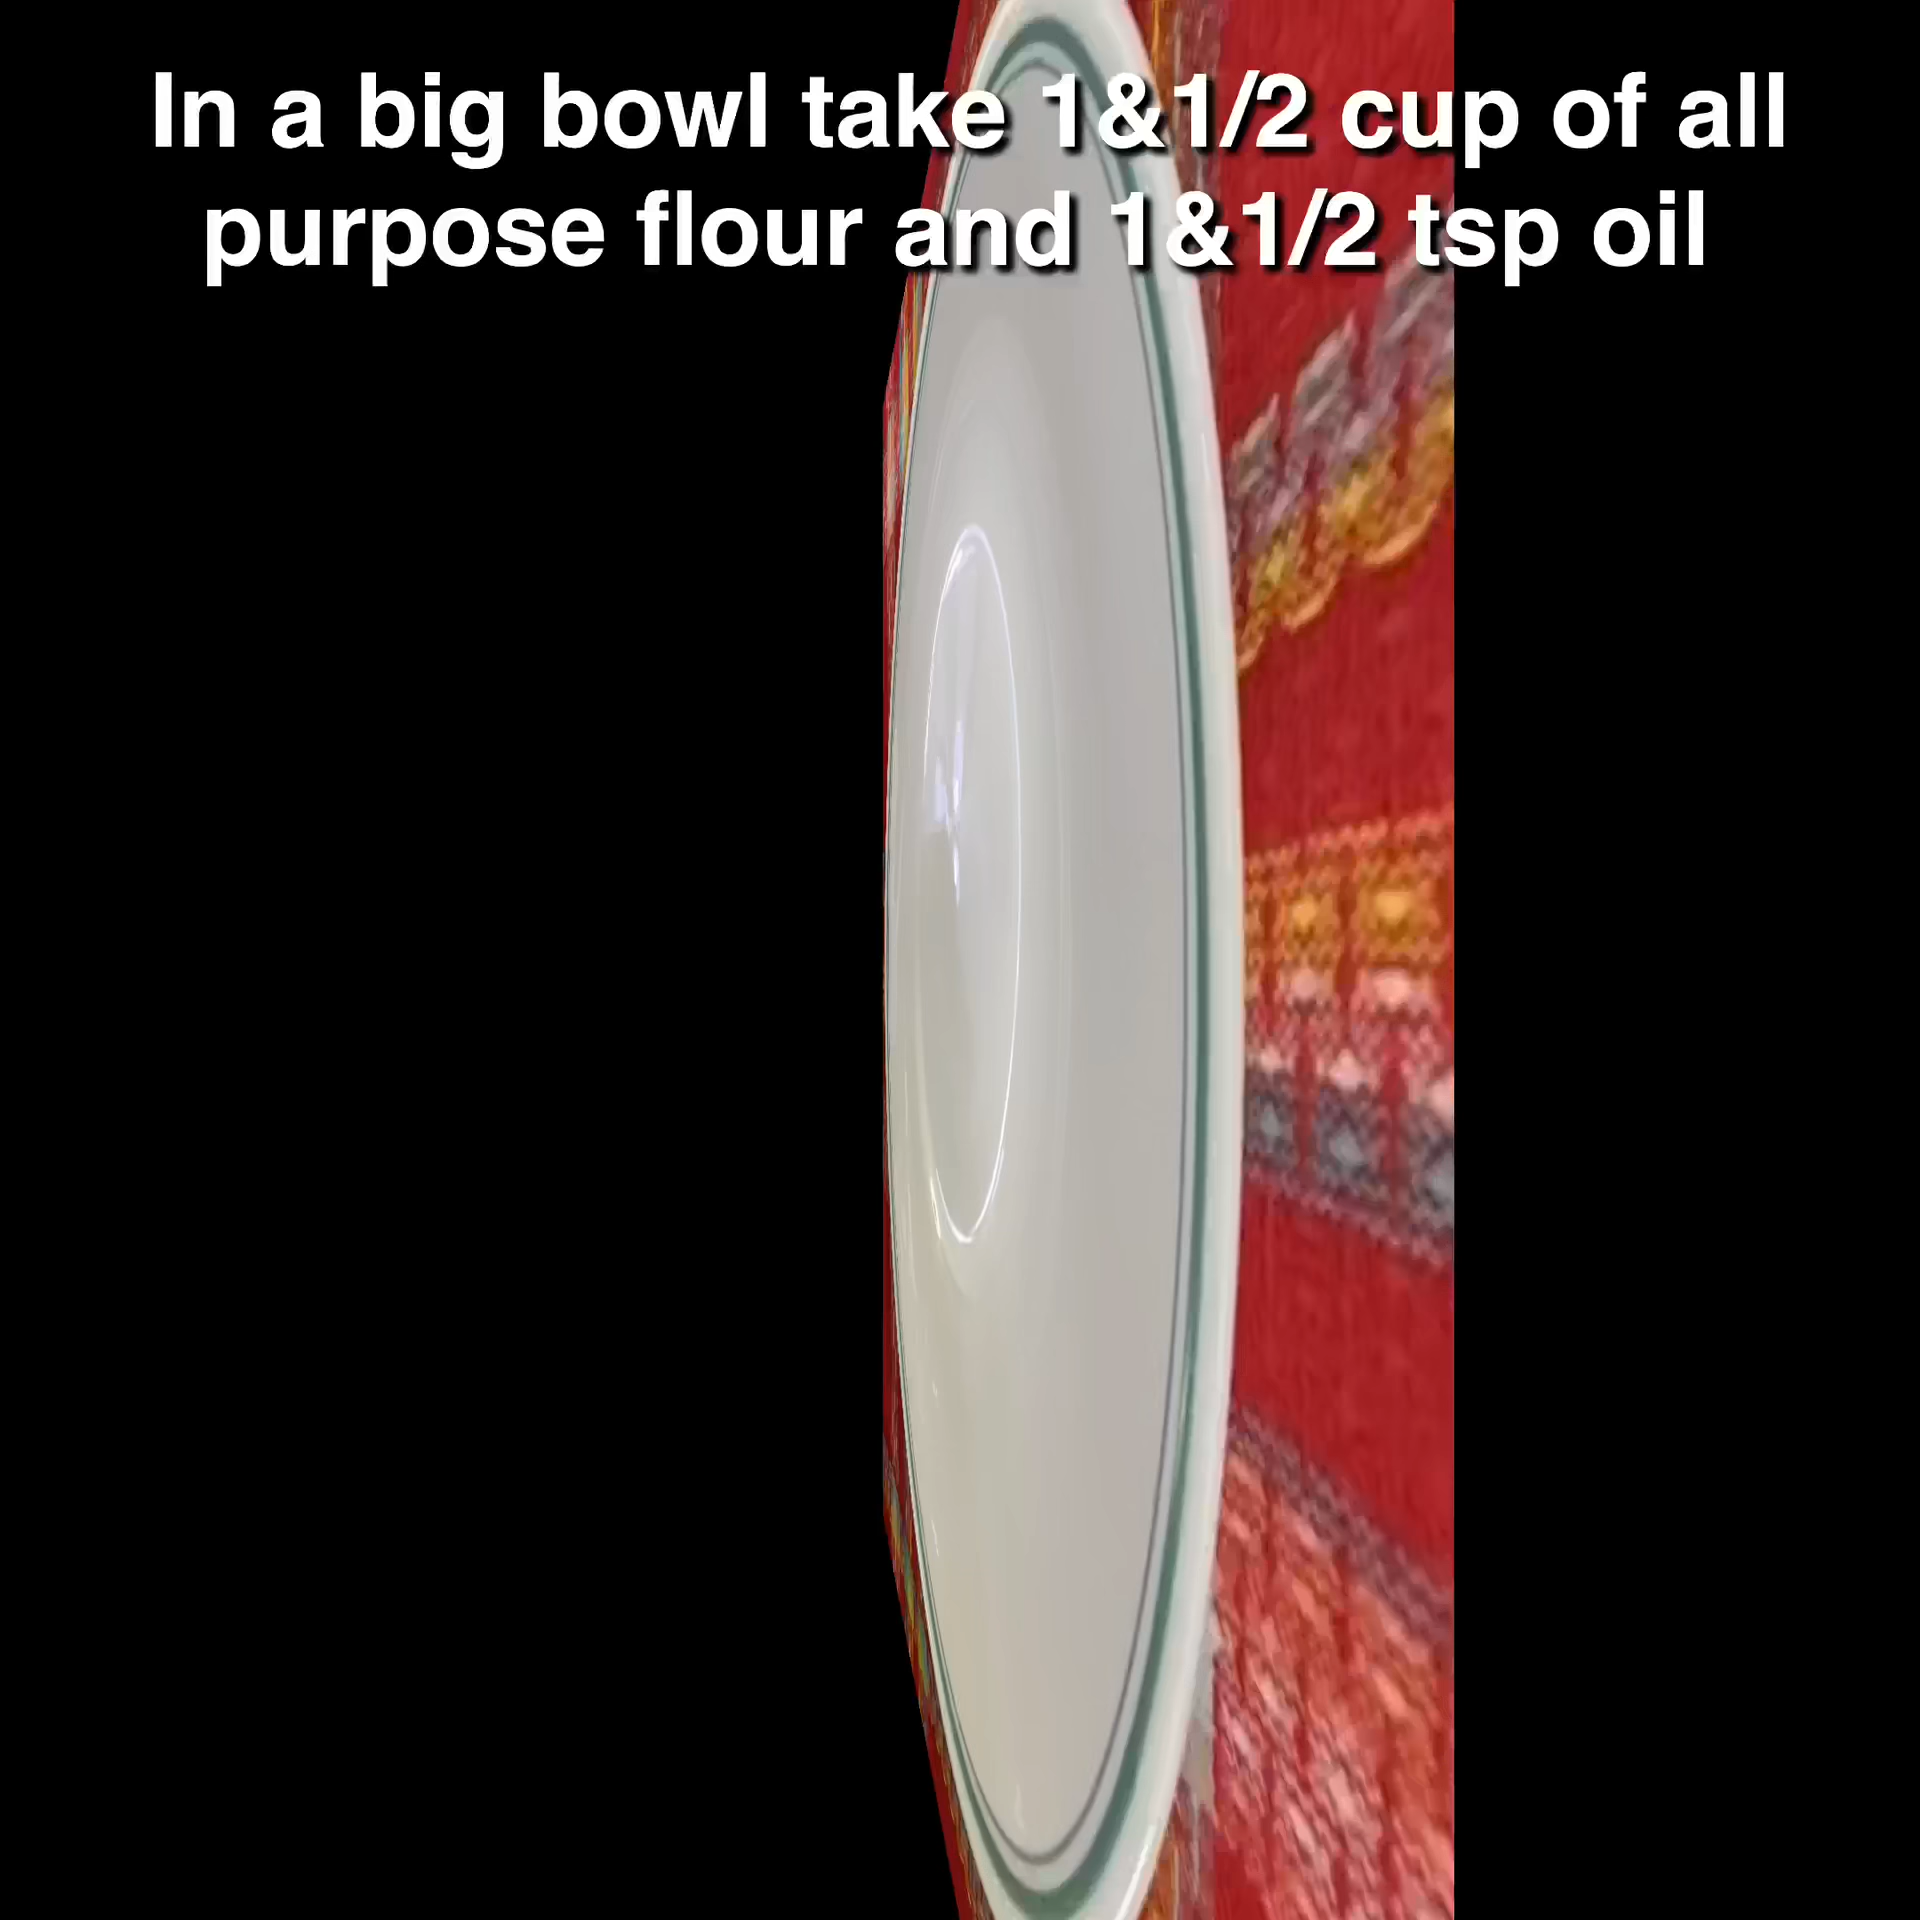 In a big bowl take 1&1/2 cup of all
purpose flour and 1&1/2 tsp oil